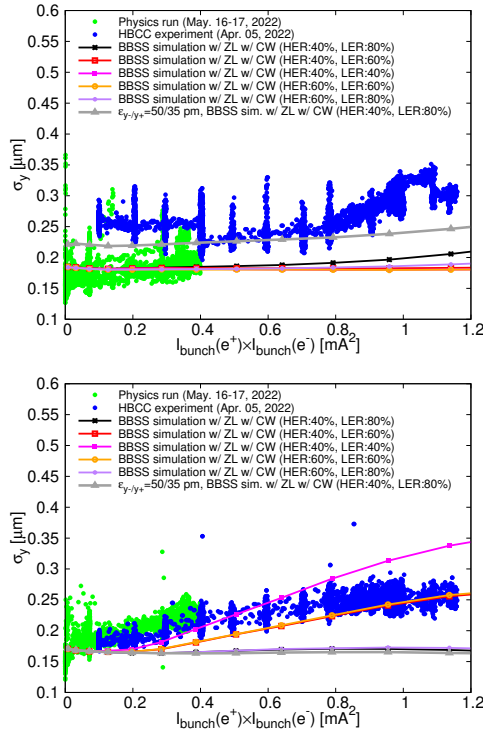 0.6
0.55
0.5
0.45
0.4
0.35
0.3
0.25
0.2
0.15
0.1
σy [μm]
Physics run (May. 16-17, 2022)
HBCC experiment (Apr. 05, 2022)
BBSS simulation w/ ZL w/ CW (HER:40%, LER:80%)
BBSS simulation w/ ZL w/ CW (HER:40%, LER:60%)
BBSS simulation w/ ZL w/ CW (HER:40%, LER:40%)
BBSS simulation w/ ZL w/ CW (HER:60%, LER:60%)
BBSS simulation w/ ZL w/ CW (HER:60%, LER:80%)
εy-/y+=50/35 pm, BBSS sim. w/ ZL w/ CW (HER:40%, LER:80%)
0 0.2 0.4 0.6 0.8 1 1.2
Ibunch(e+)×Ibunch(e-) [mA2]
0.6
0.55
0.5
0.45
0.4
0.35
0.3
0.25
0.2
0.15
0.1
σy [μm]
Physics run (May. 16-17, 2022)
HBCC experiment (Apr. 05, 2022)
BBSS simulation w/ ZL w/ CW (HER:40%, LER:80%)
BBSS simulation w/ ZL w/ CW (HER:40%, LER:60%)
BBSS simulation w/ ZL w/ CW (HER:40%, LER:40%)
BBSS simulation w/ ZL w/ CW (HER:60%, LER:60%)
BBSS simulation w/ ZL w/ CW (HER:60%, LER:80%)
εy-/y+=50/35 pm, BBSS sim. w/ ZL w/ CW (HER:40%, LER:80%)
0 0.2 0.4 0.6 0.8 1 1.2
Ibunch(e+)×Ibunch(e-) [mA2]